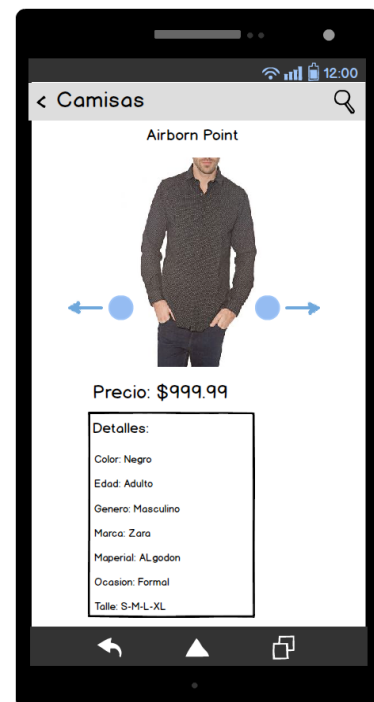 12:00
< Camisas
Airborn Point
Precio: $999.99
Detalles:
Color: Negro
Edad: Adulto
Genero: Masculino
Marca: Zara
Maperial: ALgodon
Ocasion: Formal
Talle: S-M-L-XL